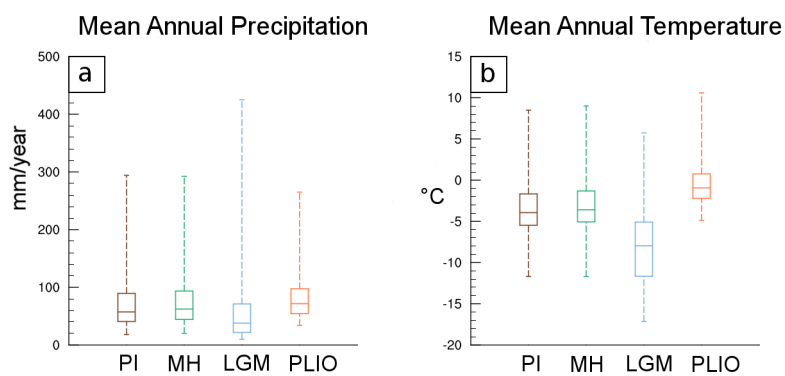 Mean Annual Precipitation
a
500
400
300
200
100
0
mm/year
PI MH LGM PLIO
Mean Annual Temperature
b
15
10
5
0
-5
-10
-15
-20
°C
PI MH LGM PLIO